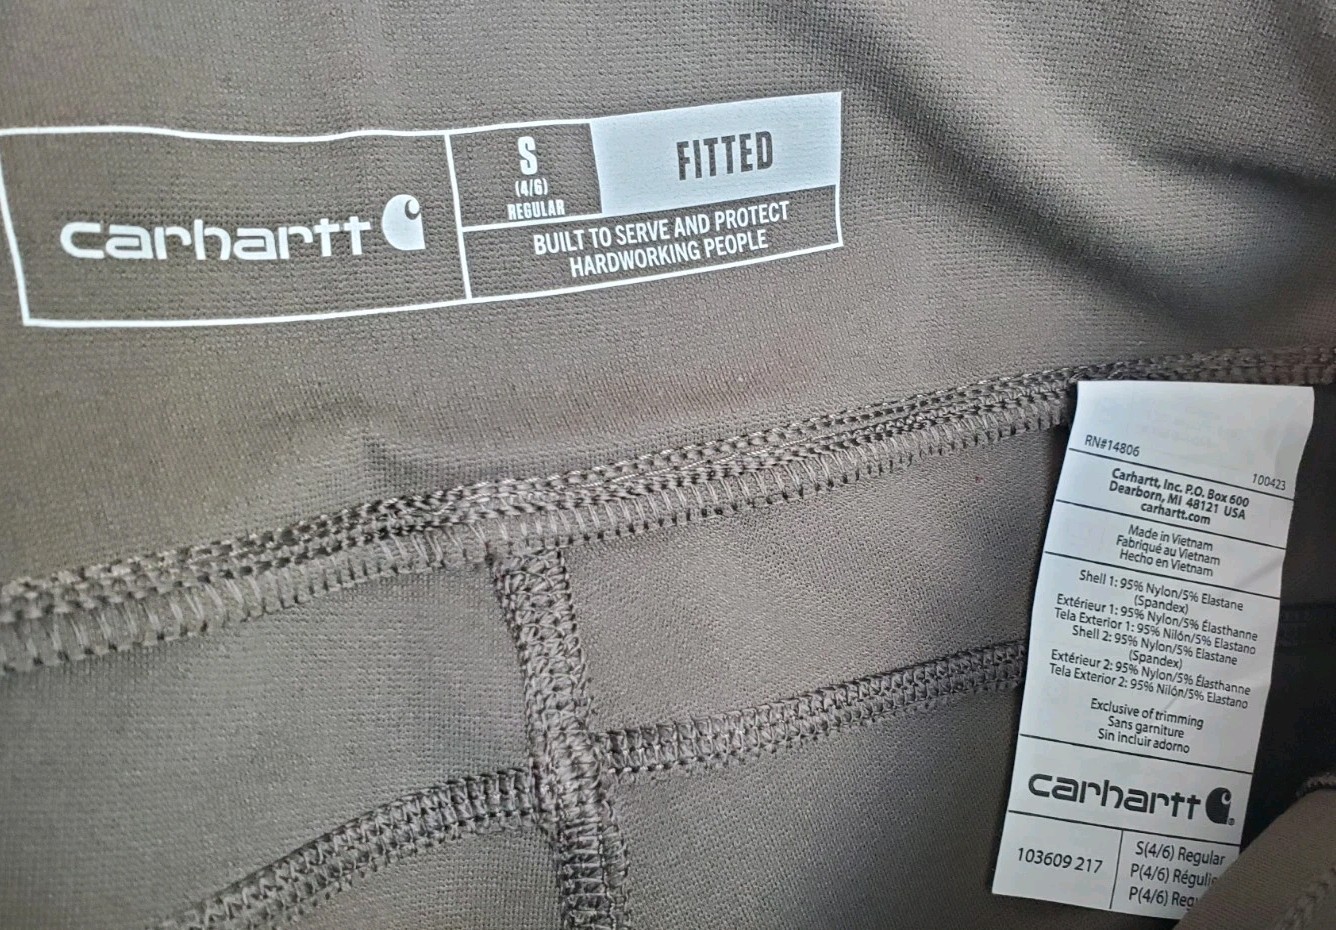 carhartt
S
(4/6)
REGULAR
FITTED
BUILT TO SERVE AND PROTECT
HARDWORKING PEOPLE
RN#14806
100423
Carhartt, Inc. P.O. Box 600
Dearborn, MI 48121 USA
carhartt.com
Made in Vietnam
Fabriqué au Vietnam
Hecho en Vietnam
Shell 1: 95% Nylon/5% Elastane
(Spandex)
Extérieur 1: 95% Nylon/5% Élasthanne
Tela Exterior 1: 95% Nilón/5% Elastano
Shell 2: 95% Nylon/5% Elastane
(Spandex)
Extérieur 2: 95% Nylon/5% Élasthanne
Tela Exterior 2: 95% Nilón/5% Elastano
Exclusive of trimming
Sans garniture
Sin incluir adorno
carhartt
103609 217
S(4/6) Regular
P(4/6)
P(4/6)